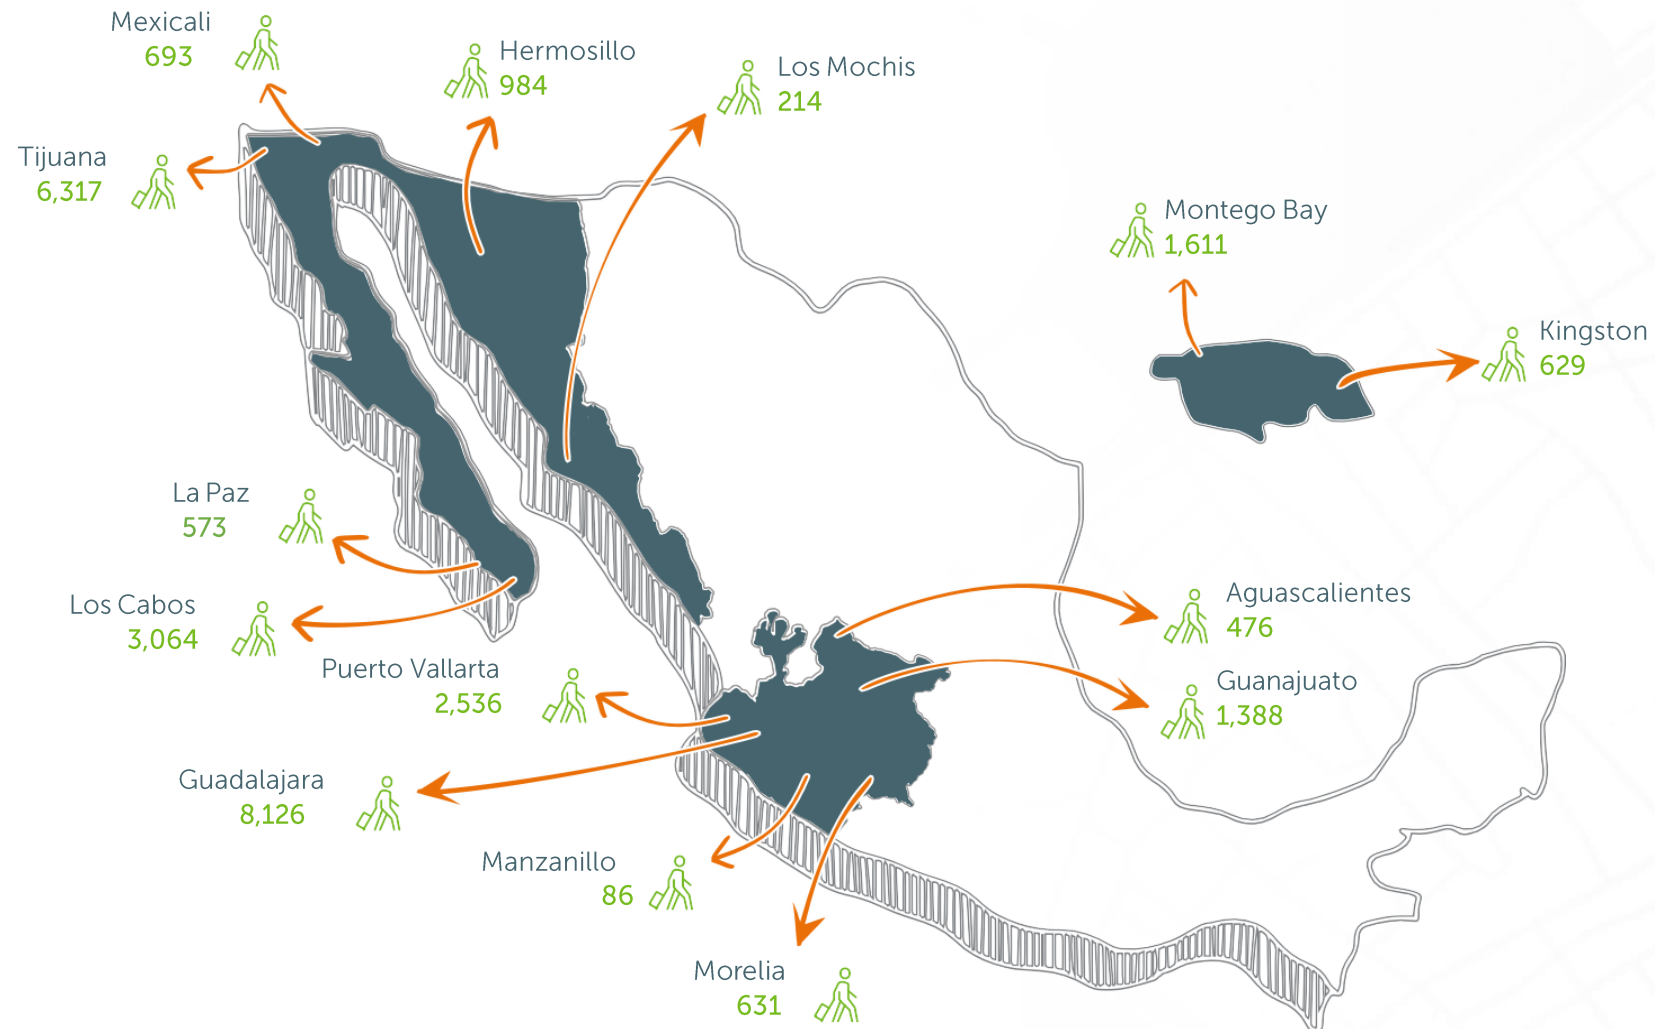 Mexicali
693
Hermosillo
984
Los Mochis
214
Tijuana
6,317
Montego Bay
1,611
Kingston
629
La Paz
573
Los Cabos
3,064
Aguascalientes
476
Puerto Vallarta
2,536
Guanajuato
1,388
Guadalajara
8,126
Manzanillo
86
Morelia
631